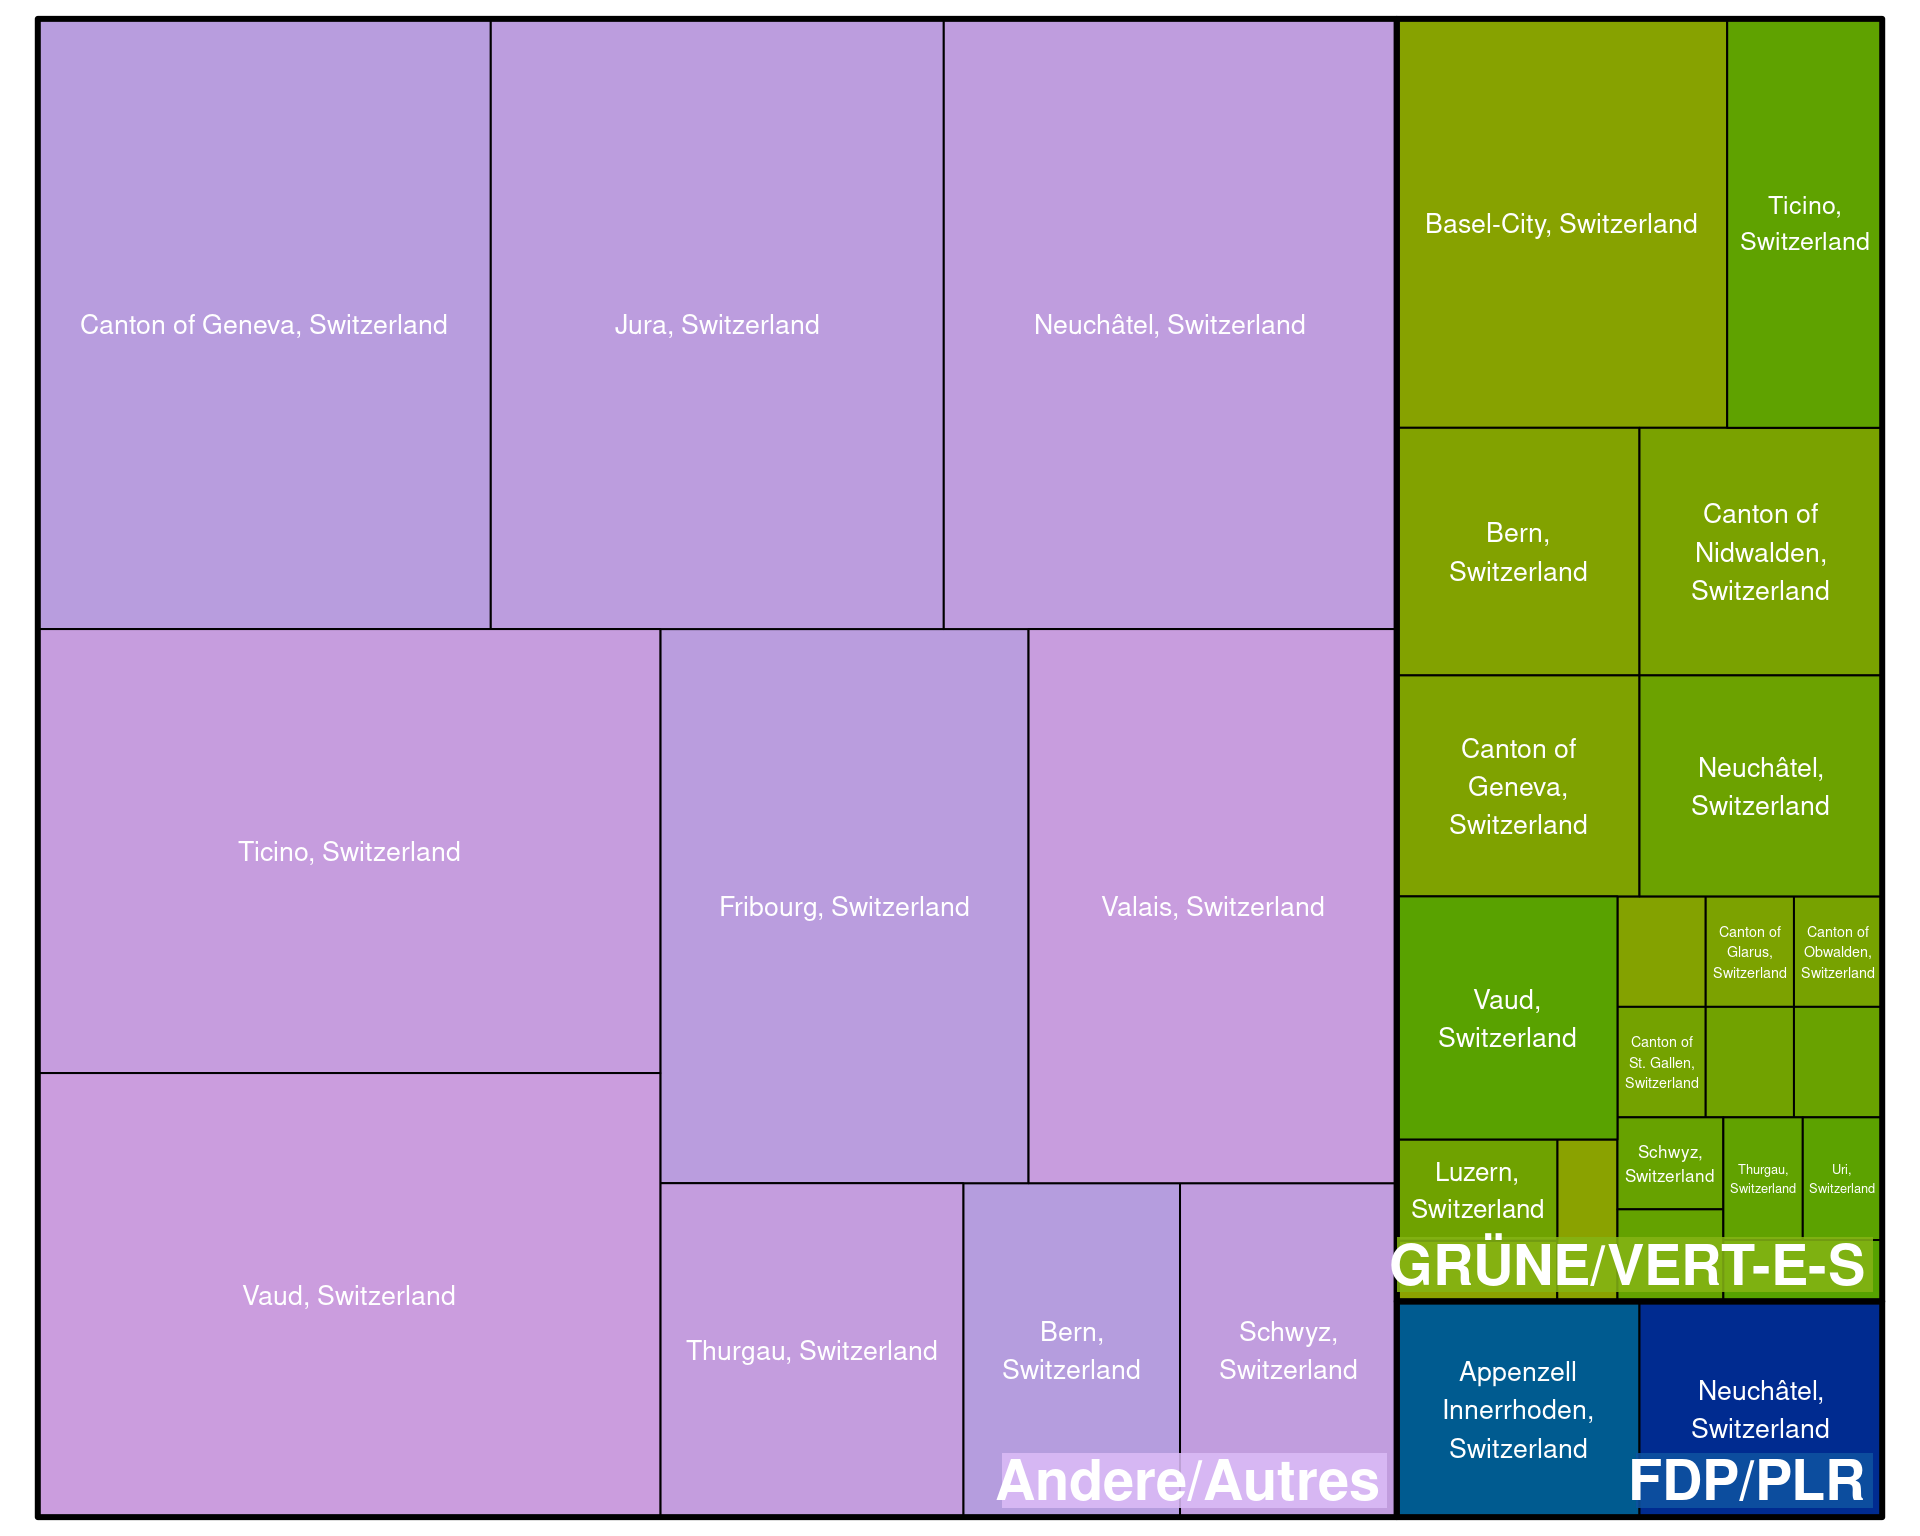 Canton of Geneva, Switzerland
Jura, Switzerland
Neuchâtel, Switzerland
Ticino, Switzerland
Fribourg, Switzerland
Valais, Switzerland
Vaud, Switzerland
Thurgau, Switzerland
Bern,
Switzerland
Schwyz,
Switzerland
Andere/Autres
Basel-City, Switzerland
Ticino,
Switzerland
Bern,
Switzerland
Canton of
Nidwalden,
Switzerland
Canton of
Geneva,
Switzerland
Neuchâtel,
Switzerland
Vaud,
Switzerland
Canton of
Glarus,
Switzerland
Canton of
Obwalden,
Switzerland
Canton of
St. Gallen,
Switzerland
Luzern,
Switzerland
Schwyz,
Switzerland
Thurgau,
Switzerland
Uri,
Switzerland
GRÜNE/VERT-E-S
Appenzell
Innerrhoden,
Switzerland
Neuchâtel,
Switzerland
FDP/PLR